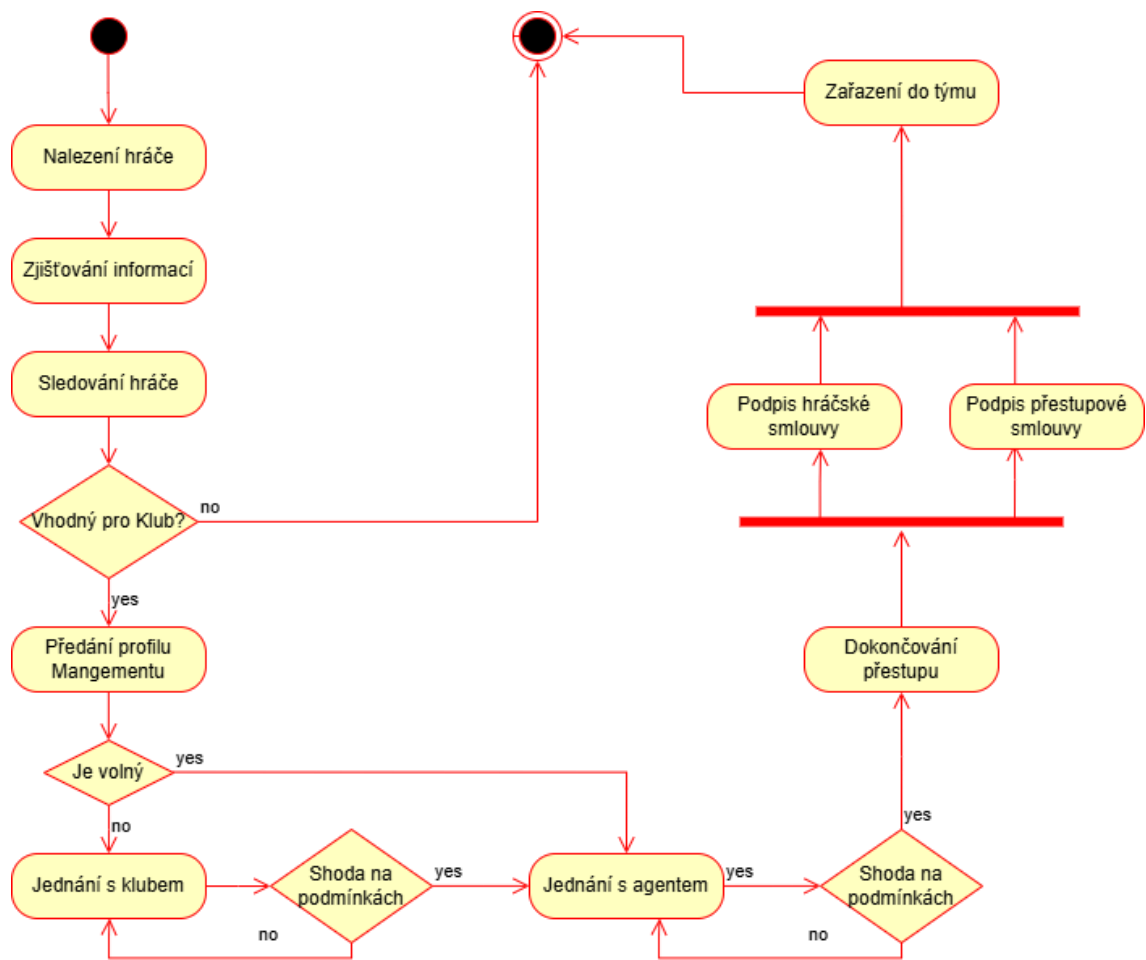 Nalezení hráče
Zjišťování informací
Sledování hráče
Vhodný pro Klub?
no
yes
Předání profilu
Mangementu
Je volný
yes
no
Jednání s klubem
Shoda na
podmínkách
yes
no
Jednání s agentem
yes
Shoda na
podmínkách
no
yes
Dokončování
přestupu
Podpis hráčské
smlouvy
Podpis přestupové
smlouvy
Zařazení do týmu